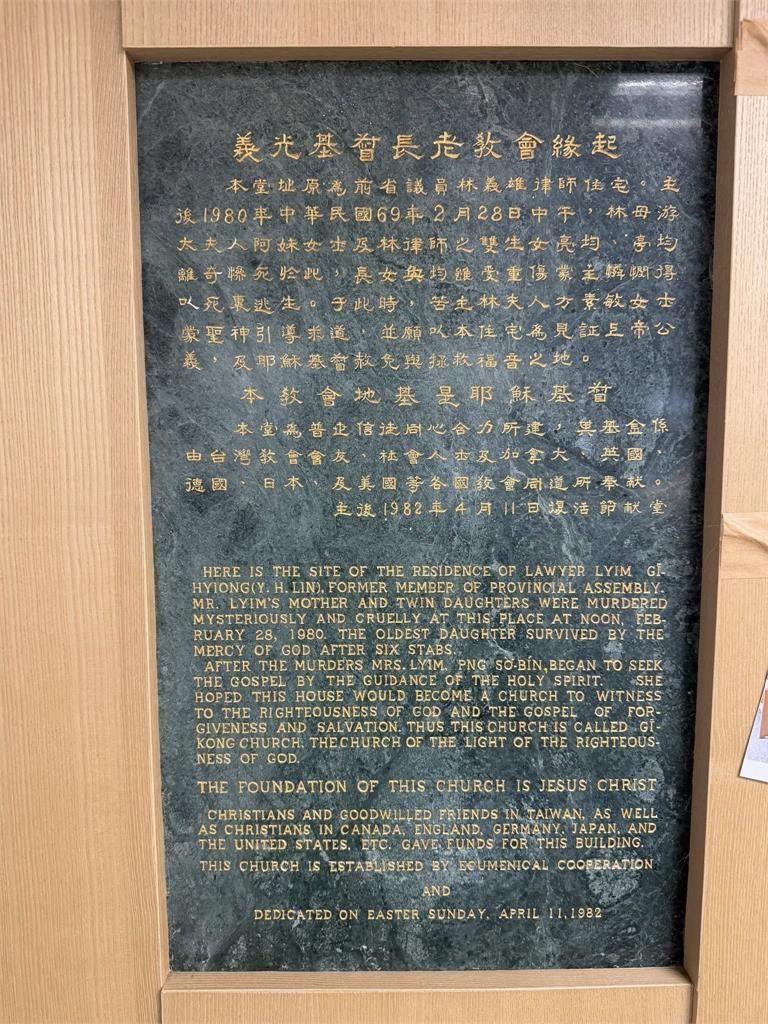 義光基督長老教會緣起
本堂址原為前省議員林義雄律師住宅。主
後1980年中華民國69年2月28日中午，林母游
大夫人阿妹女士及林律師之雙生女亮均、亭均
離奇慘死於此，長女奐均雖受重傷蒙主憐憫得
以死裏逃生。于此時，苦主林夫人方素敏女士
蒙聖神引導求道，並願以本住宅為見証上帝公
義，及耶穌基督赦免與拯救福音之地。
本教會地基是耶穌基督
本堂為普企信徒同心合力所建，其基金係
由台灣教會會友、社會人士及加拿大、英國、
德國、日本、及美國等各國教會同道所奉献。
主後1982年4月11日復活節献堂
HERE IS THE SITE OF THE RESIDENCE OF LAWYER LYIM GĪ-
HYIONG(Y. H. LIN), FORMER MEMBER OF PROVINCIAL ASSEMBLY.
MR. LYIM'S MOTHER AND TWIN DAUGHTERS WERE MURDERED
MYSTERIOUSLY AND CRUELLY AT THIS PLACE AT NOON, FEB-
RUARY 28, 1980. THE OLDEST DAUGHTER SURVIVED BY THE
MERCY OF GOD AFTER SIX STABS.
AFTER THE MURDERS MRS. LYIM, PNG SÒ-BÍN, BEGAN TO SEEK
THE GOSPEL BY THE GUIDANCE OF THE HOLY SPIRIT. SHE
HOPED THIS HOUSE WOULD BECOME A CHURCH TO WITNESS
TO THE RIGHTEOUSNESS OF GOD AND THE GOSPEL OF FOR-
GIVENESS AND SALVATION. THUS THIS CHURCH IS CALLED GĪ-
KONG CHURCH, THE CHURCH OF THE LIGHT OF THE RIGHTEOUS-
NESS OF GOD.
THE FOUNDATION OF THIS CHURCH IS JESUS CHRIST
CHRISTIANS AND GOODWILLED FRIENDS IN TAIWAN, AS WELL
AS CHRISTIANS IN CANADA, ENGLAND, GERMANY, JAPAN, AND
THE UNITED STATES, ETC. GAVE FUNDS FOR THIS BUILDING.
THIS CHURCH IS ESTABLISHED BY ECUMENICAL COOPERATION
AND
DEDICATED ON EASTER SUNDAY, APRIL 11,1982